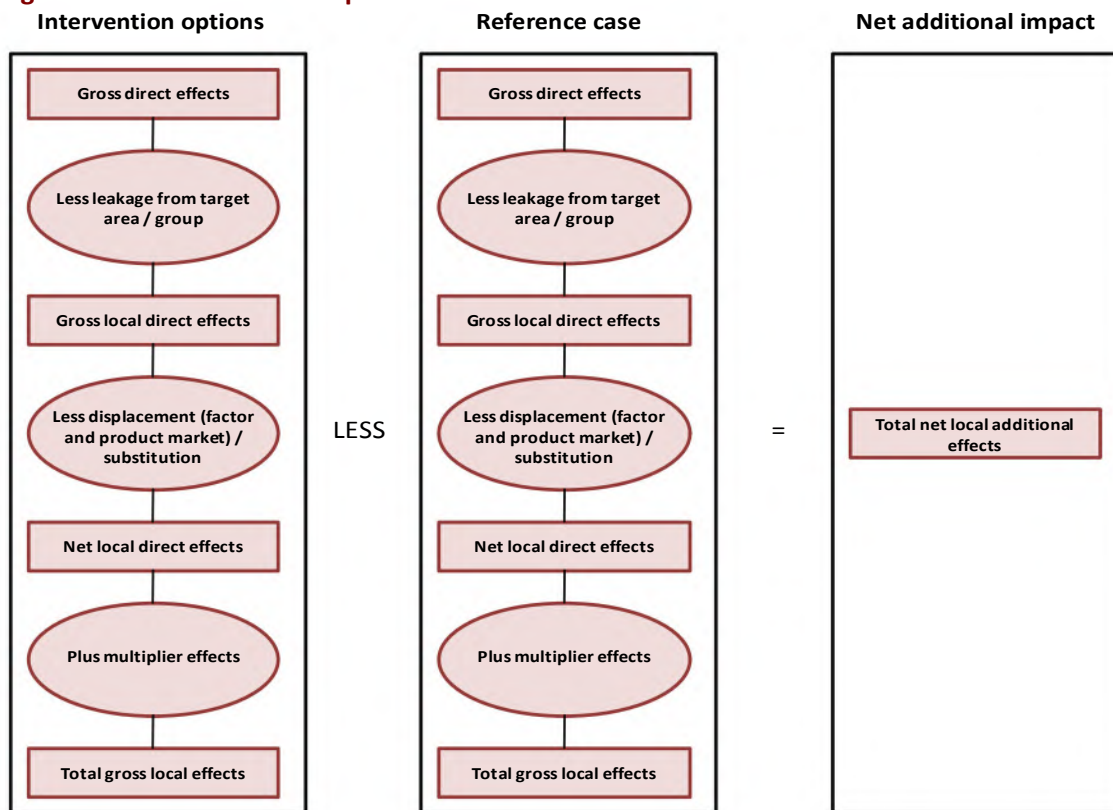 Intervention options
Reference case
Net additional impact
Gross direct effects
Less leakage from target
area / group
Gross local direct effects
Less displacement (factor
and product market) /
substitution
Net local direct effects
Plus multiplier effects
Total gross local effects
LESS
Gross direct effects
Less leakage from target
area / group
Gross local direct effects
Less displacement (factor
and product market) /
substitution
Net local direct effects
Plus multiplier effects
Total gross local effects
=
Total net local additional
effects